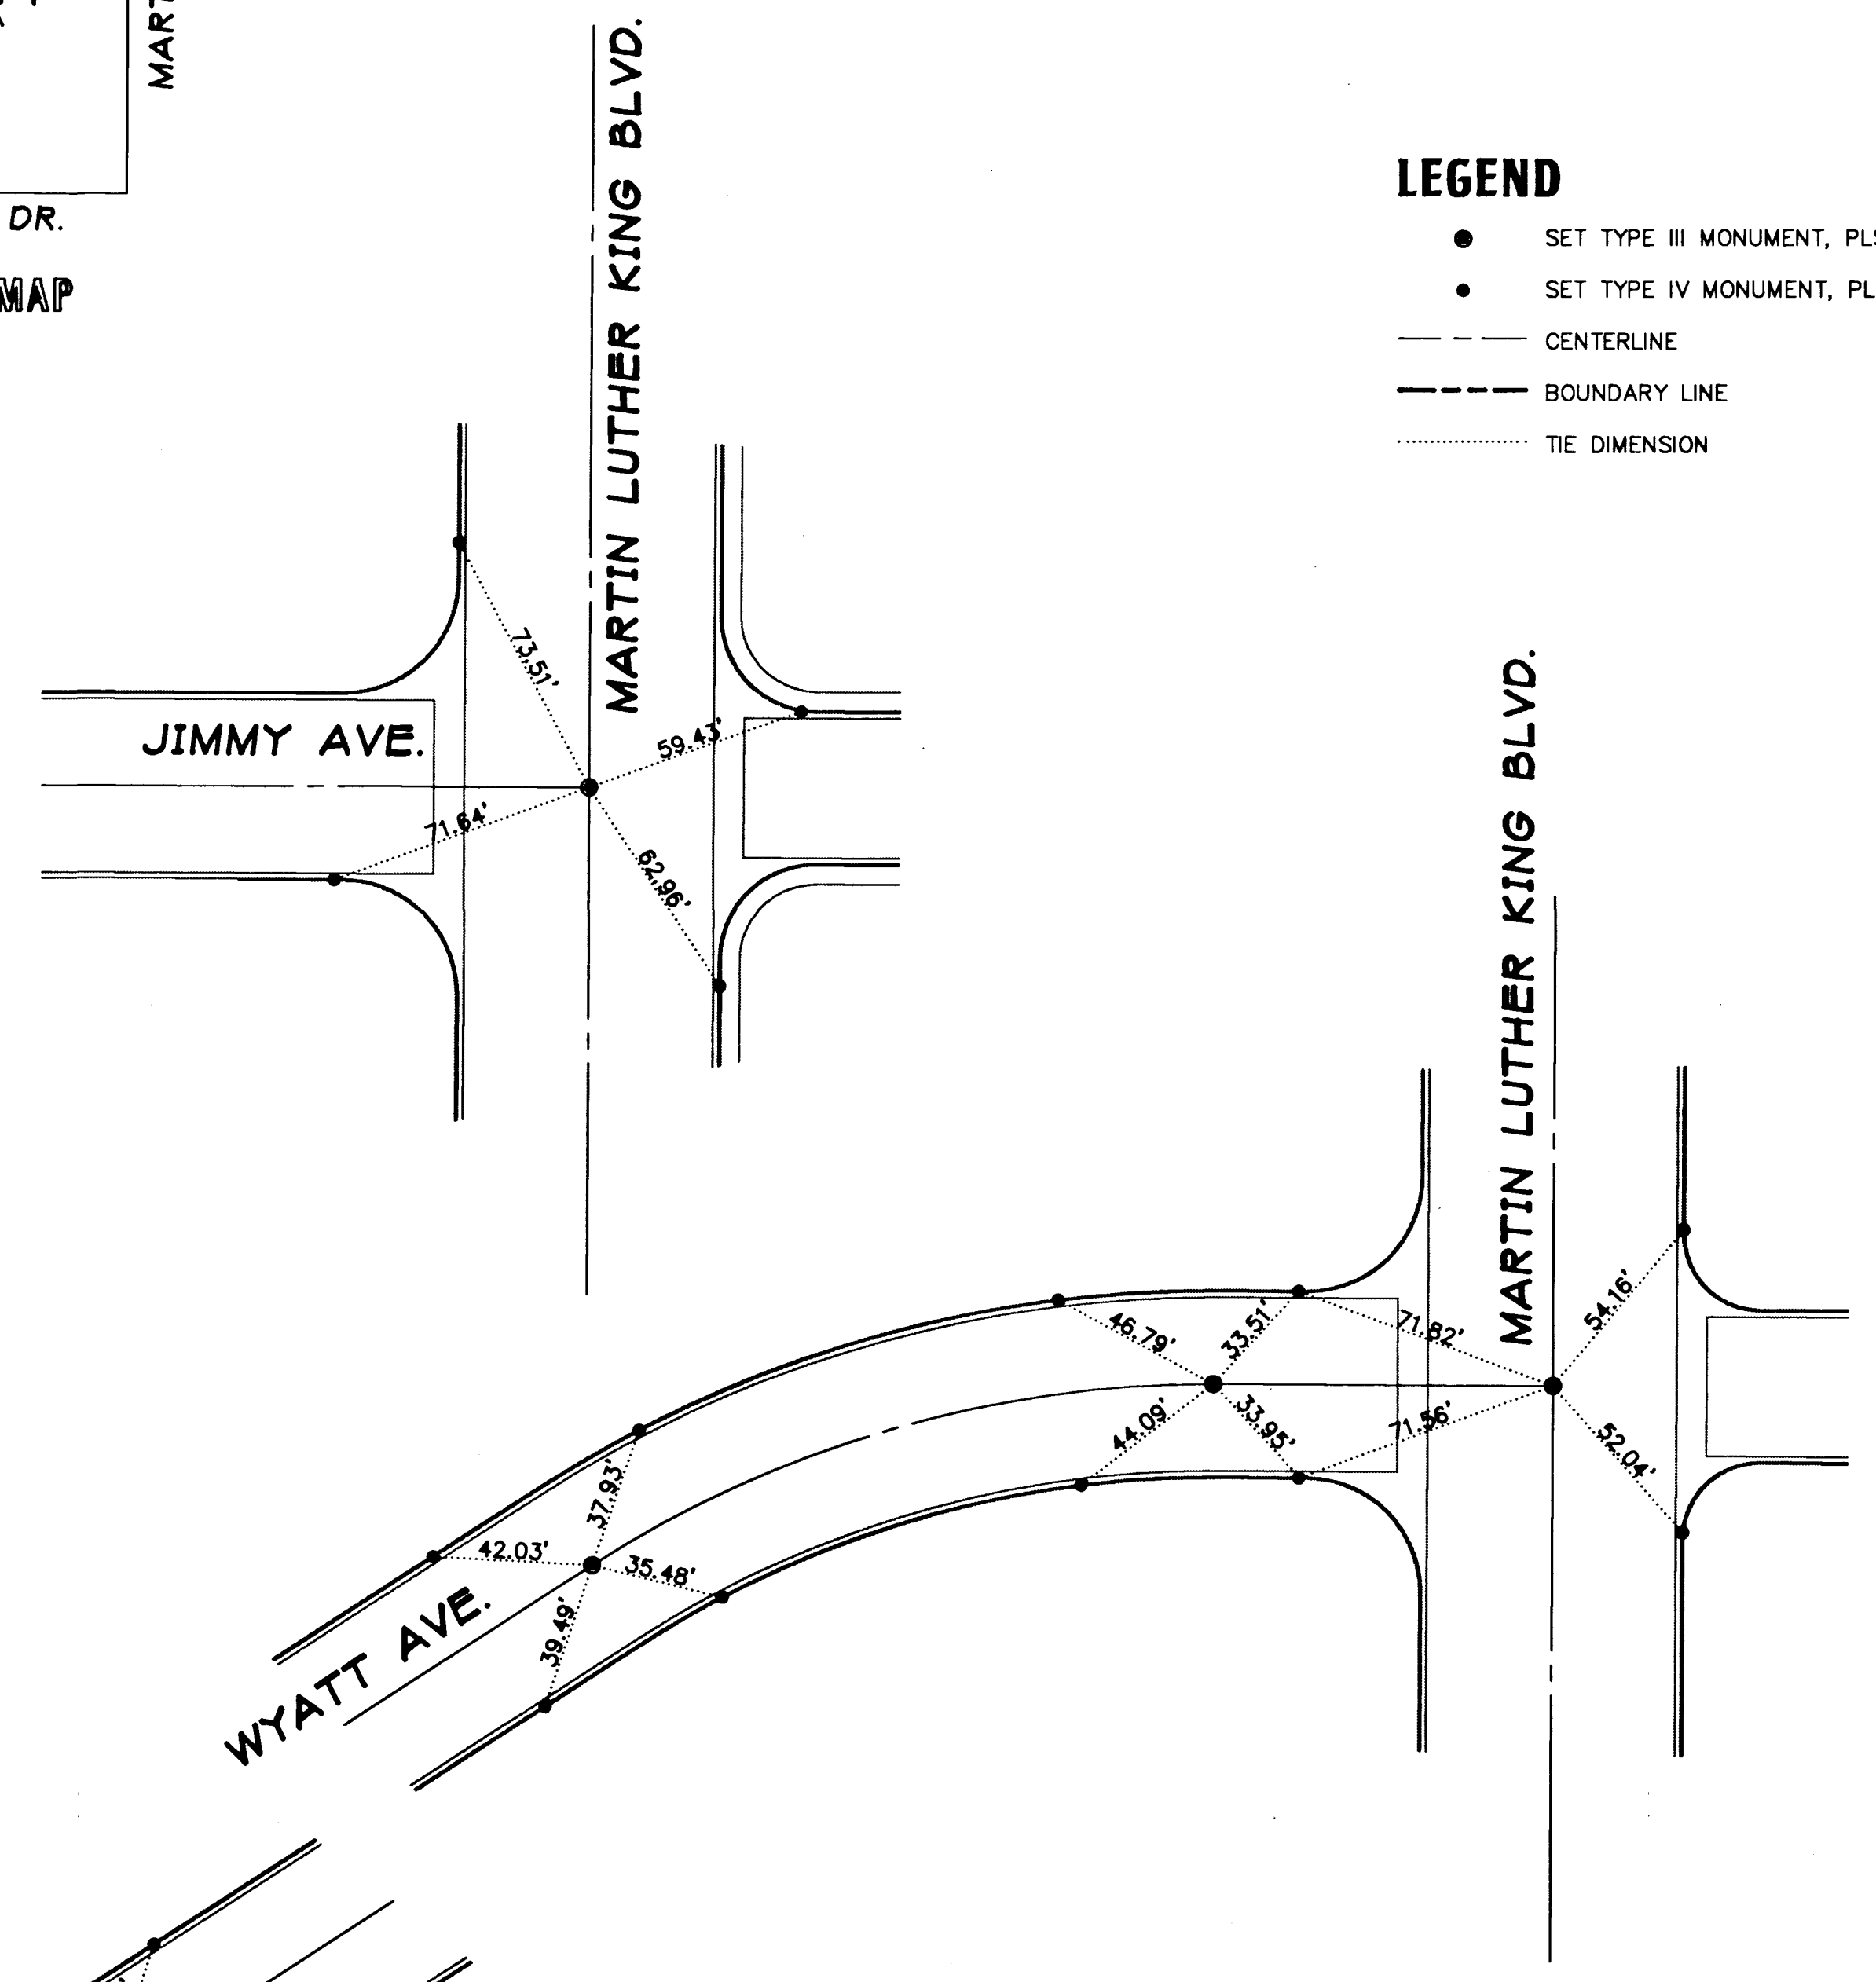 MART
DR.
MAP
MARTIN LUTHER KING BLVD.
LEGEND
SET TYPE III MONUMENT, PLS
SET TYPE IV MONUMENT, PL
CENTERLINE
BOUNDARY LINE
TIE DIMENSION
73.51'
JIMMY AVE.
59.43'
71.64'
62.96'
MARTIN LUTHER KING BLVD.
54.16'
46.79'
33.51'
71.82'
44.09'
33.95'
71.56'
52.04'
37.93'
42.03'
35.48'
39.49'
WYATT AVE.